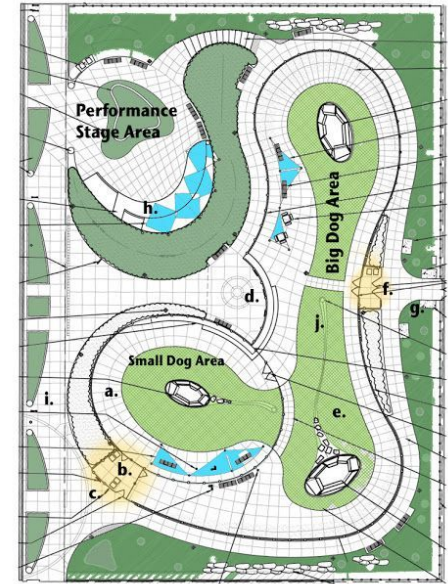 Performance
Stage Area
h.
Big Dog Area
d.
f.
g.
j.
Small Dog Area
a.
e.
i.
b.
c.